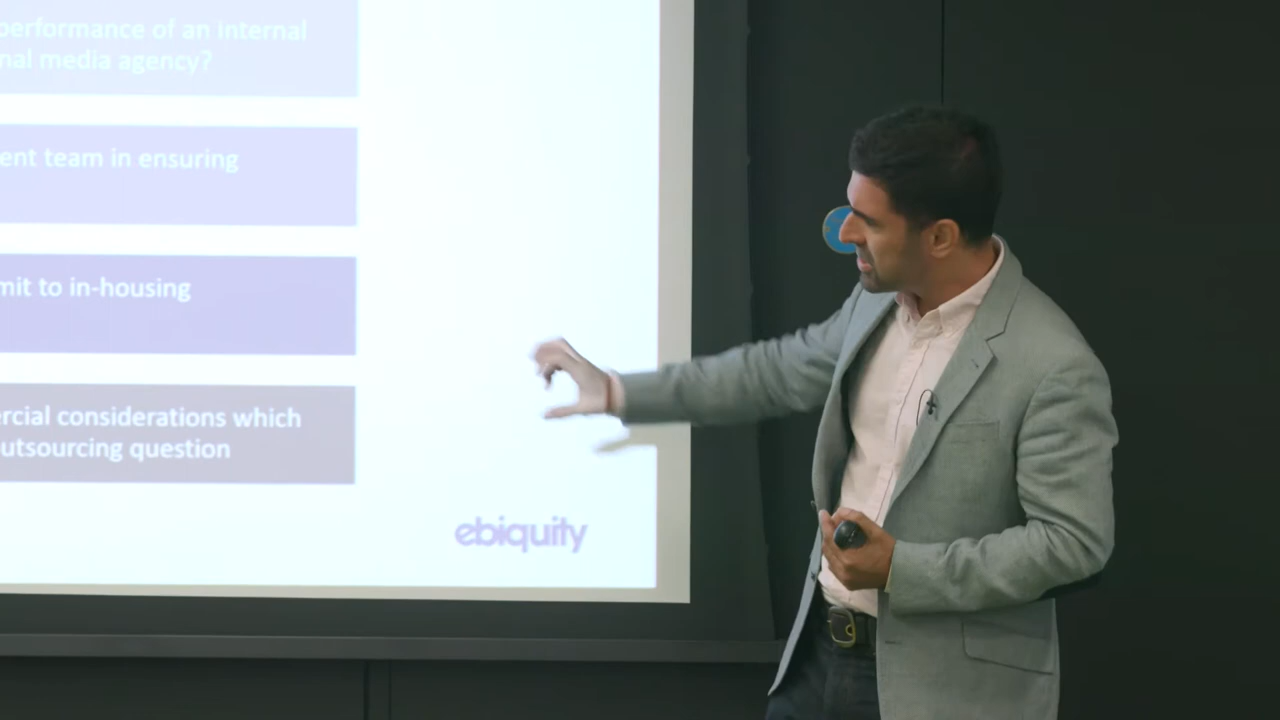 performance of an internal
nal media agency?
ent team in ensuring
mit to in-housing
rcial considerations which
utsourcing question
ebiquity